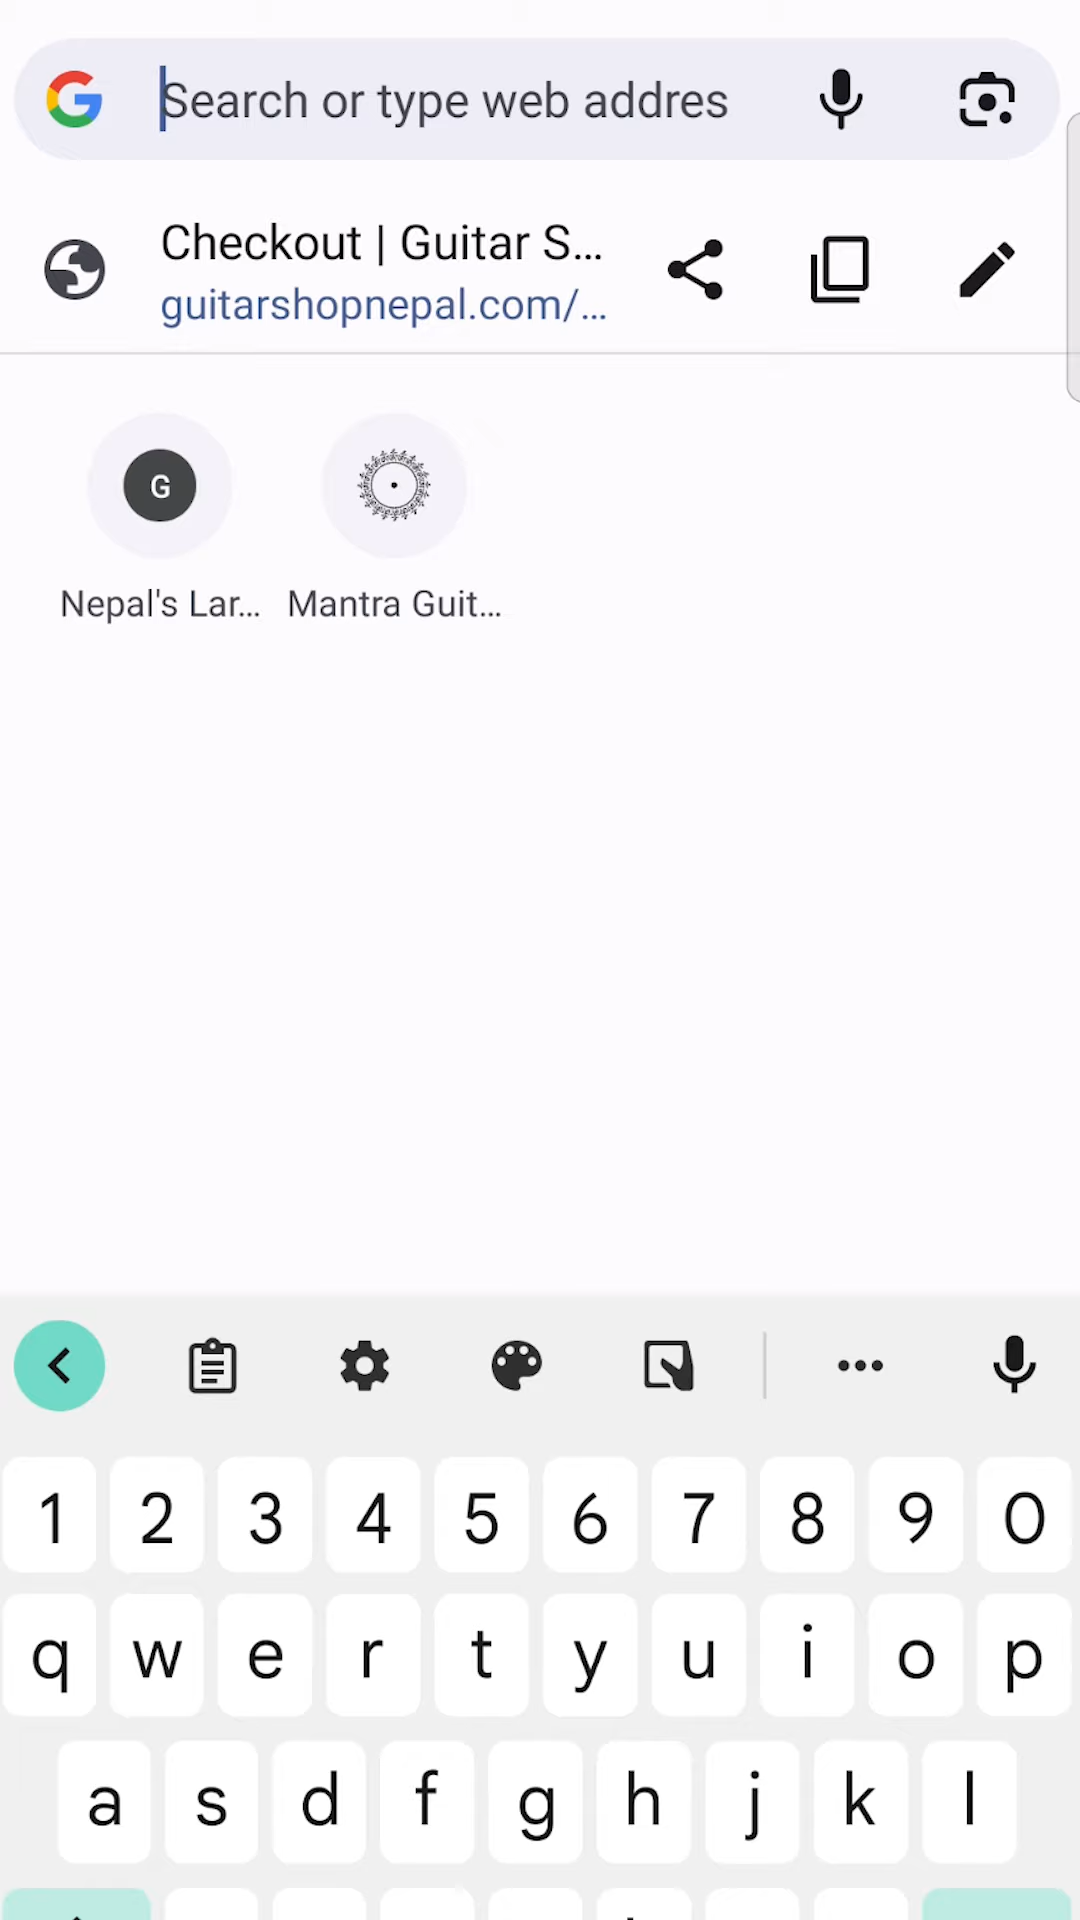 Search or type web addres
Checkout | Guitar S...
guitarshopnepal.com/...
G
Nepal's Lar... Mantra Guit...
1 2 3 4 5 6 7 8 9 0
q w e r t y u i o p
a s d f g h j k l